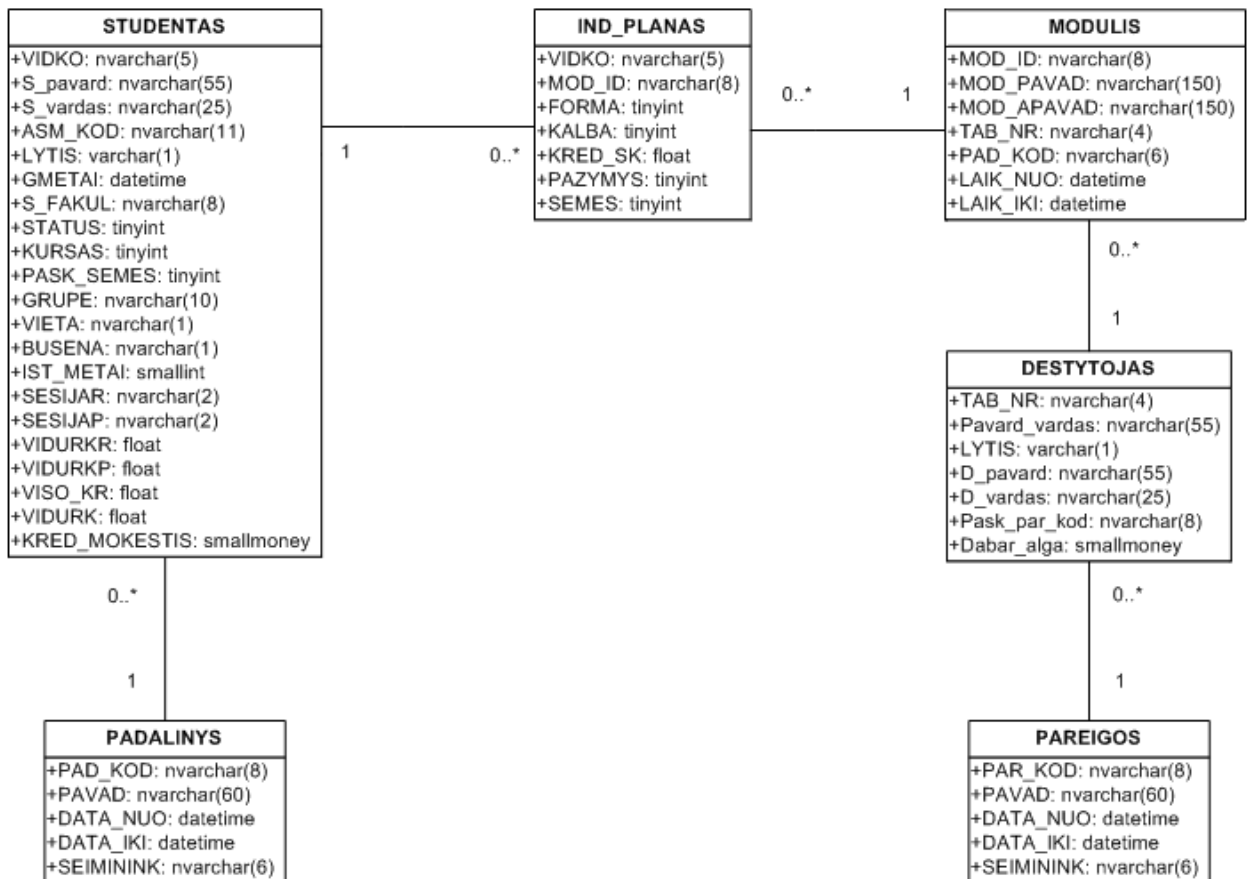 STUDENTAS
+VIDKO: nvarchar(5)
+S_pavard: nvarchar(55)
+S_vardas: nvarchar(25)
+ASM_KOD: nvarchar(11)
+LYTIS: varchar(1)
+GMETAI: datetime
+S_FAKUL: nvarchar(8)
+STATUS: tinyint
+KURSAS: tinyint
+PASK_SEMES: tinyint
+GRUPE: nvarchar(10)
+VIETA: nvarchar(1)
+BUSENA: nvarchar(1)
+IST_METAI: smallint
+SESIJAR: nvarchar(2)
+SESIJAP: nvarchar(2)
+VIDURKR: float
+VIDURKP: float
+VISO_KR: float
+VIDURK: float
+KRED_MOKESTIS: smallmoney
1
0..*
IND_PLANAS
+VIDKO: nvarchar(5)
+MOD_ID: nvarchar(8)
+FORMA: tinyint
+KALBA: tinyint
+KRED_SK: float
+PAZYMYS: tinyint
+SEMES: tinyint
0..*
1
MODULIS
+MOD_ID: nvarchar(8)
+MOD_PAVAD: nvarchar(150)
+MOD_APAVAD: nvarchar(150)
+TAB_NR: nvarchar(4)
+PAD_KOD: nvarchar(6)
+LAIK_NUO: datetime
+LAIK_IKI: datetime
0..*
1
DESTYTOJAS
+TAB_NR: nvarchar(4)
+Pavard_vardas: nvarchar(55)
+LYTIS: varchar(1)
+D_pavard: nvarchar(55)
+D_vardas: nvarchar(25)
+Pask_par_kod: nvarchar(8)
+Dabar_alga: smallmoney
0..*
1
0..*
1
PADALINYS
+PAD_KOD: nvarchar(8)
+PAVAD: nvarchar(60)
+DATA_NUO: datetime
+DATA_IKI: datetime
+SEIMININK: nvarchar(6)
PAREIGOS
+PAR_KOD: nvarchar(8)
+PAVAD: nvarchar(60)
+DATA_NUO: datetime
+DATA_IKI: datetime
+SEIMININK: nvarchar(6)